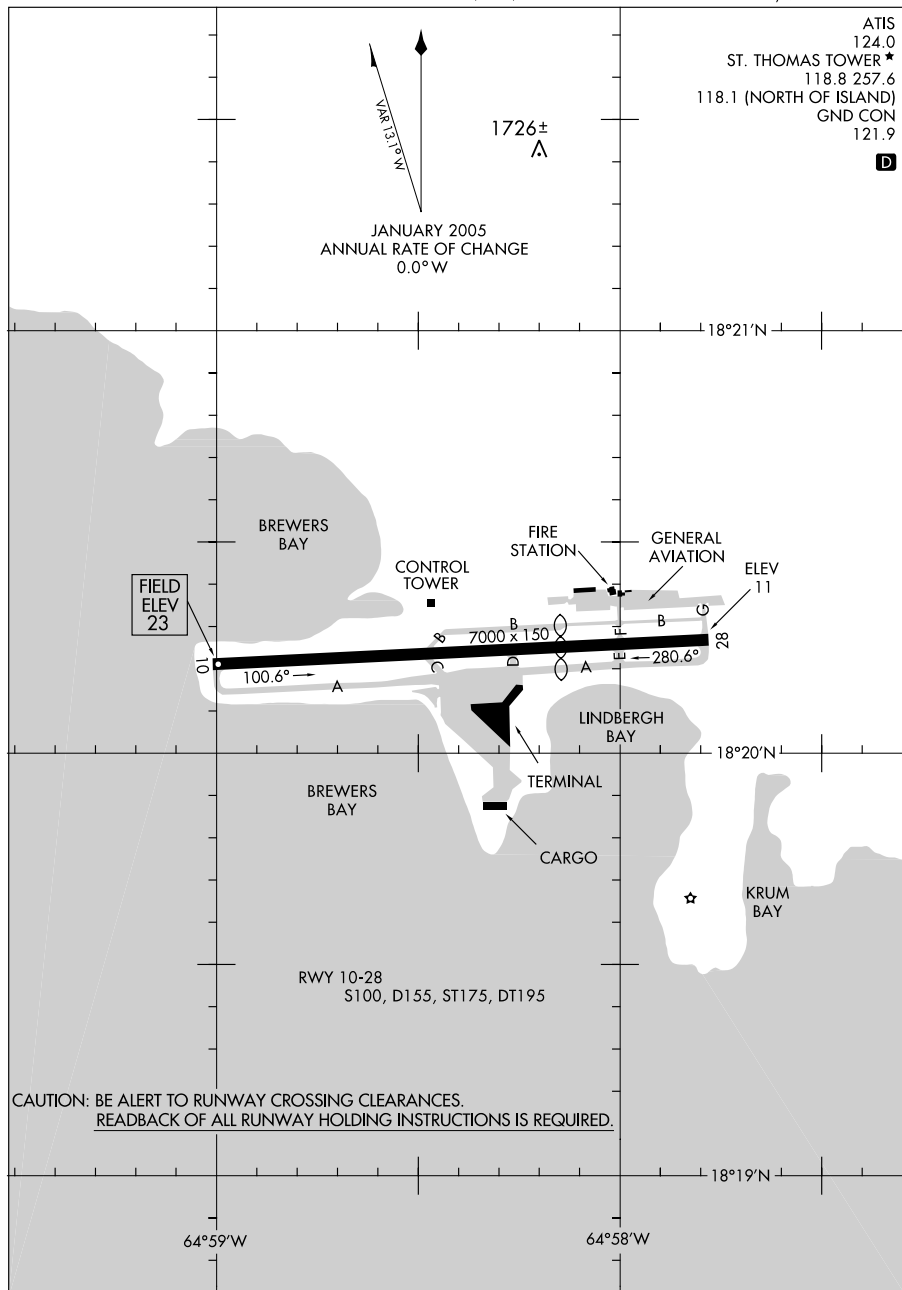 ATIS
124.0
ST. THOMAS TOWER ★
118.8 257.6
118.1 (NORTH OF ISLAND)
GND CON
121.9
D
VAR 13.1° W
1726±
JANUARY 2005
ANNUAL RATE OF CHANGE
0.0° W
18°21'N
BREWERS
BAY
FIRE
STATION
GENERAL
AVIATION
CONTROL
TOWER
ELEV
11
FIELD
ELEV
23
G
B
B
B
7000 x 150
F
28
10
C
D
E
280.6°
100.6°
A
A
LINDBERGH
BAY
18°20'N
TERMINAL
BREWERS
BAY
CARGO
KRUM
BAY
RWY 10-28
S100, D155, ST175, DT195
CAUTION: BE ALERT TO RUNWAY CROSSING CLEARANCES.
READBACK OF ALL RUNWAY HOLDING INSTRUCTIONS IS REQUIRED.
18°19'N
64°59'W
64°58'W